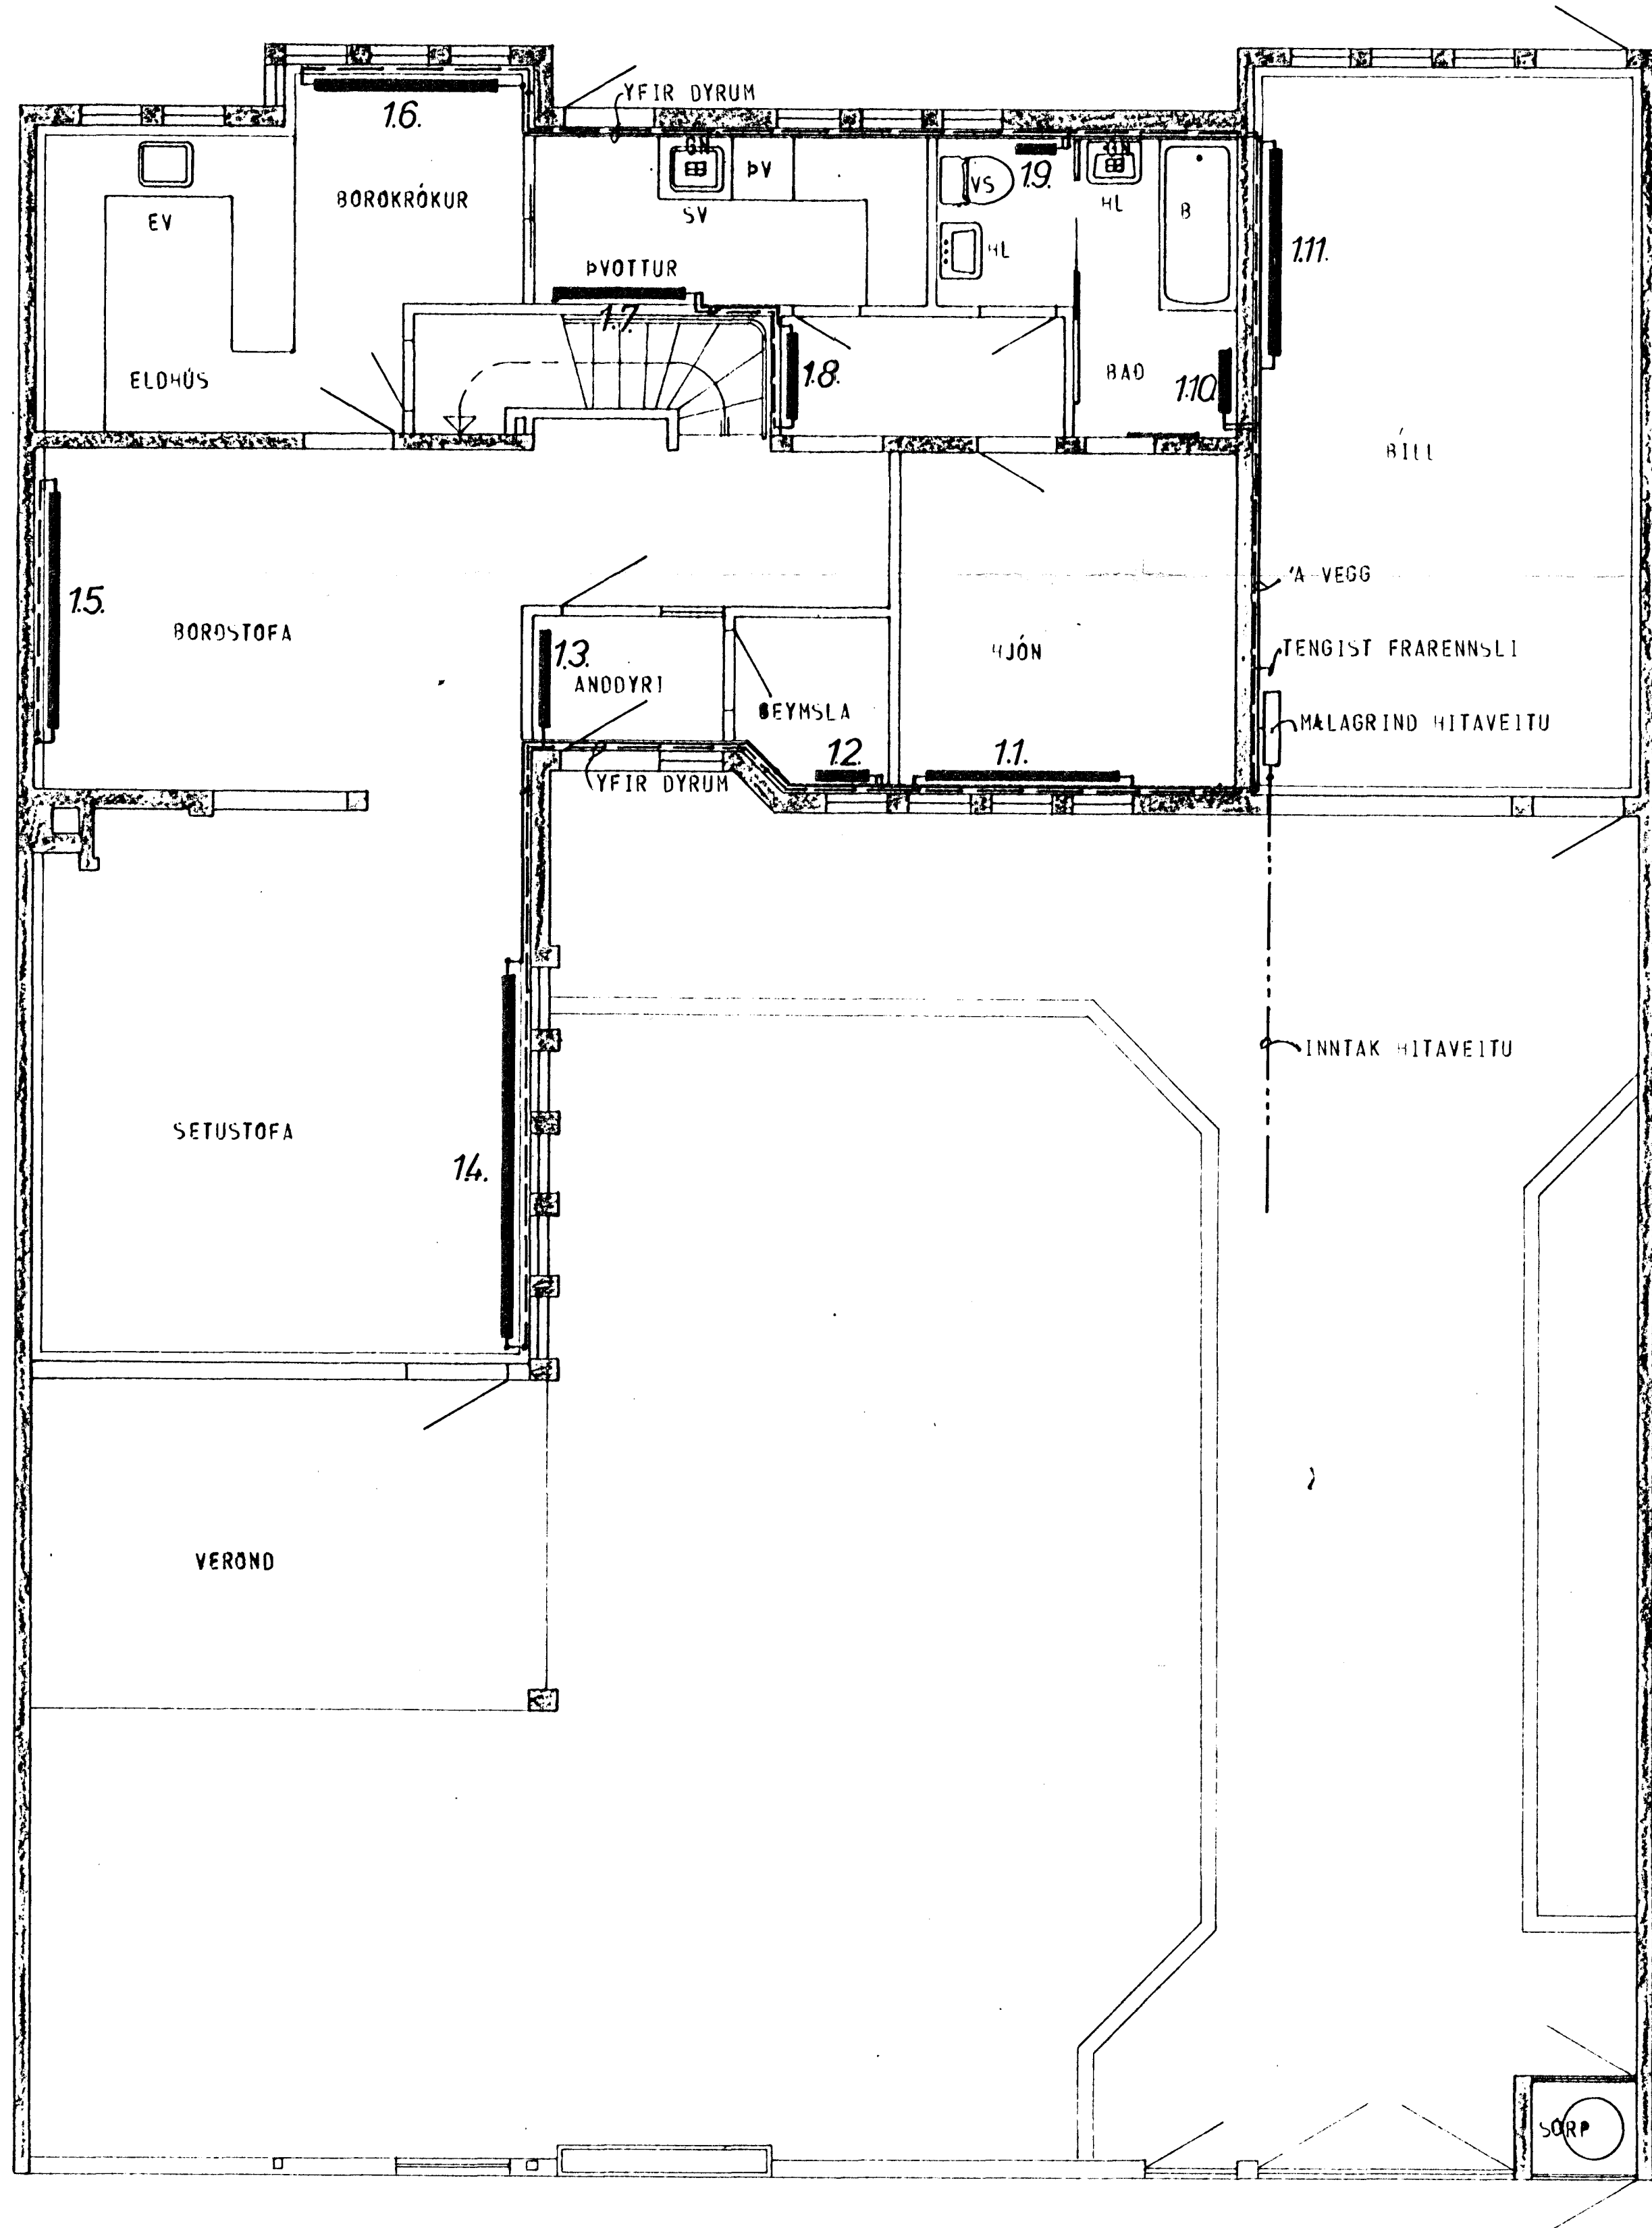 YFIR DYRUM
1.6.
GN
GN
ÞV
VS
1.9.
BORÐKRÓKUR
HL
B
EV
SV
HL
1.11.
ÞVOTTUR
1.7.
ELDHÚS
1.8.
BAÐ
1.10.
BÍLL
'A VEGG
1.5.
BORÐSTOFA
HJÓN
TENGIST FRARENNSLI
1.3.
ANDDYRI
GEYMSLA
MALAGRIND HITAVEITU
1.2.
1.1.
YFIR DYRUM
INNTAK HITAVEITU
SETUSTOFA
1.4.
VERÖND
SORP